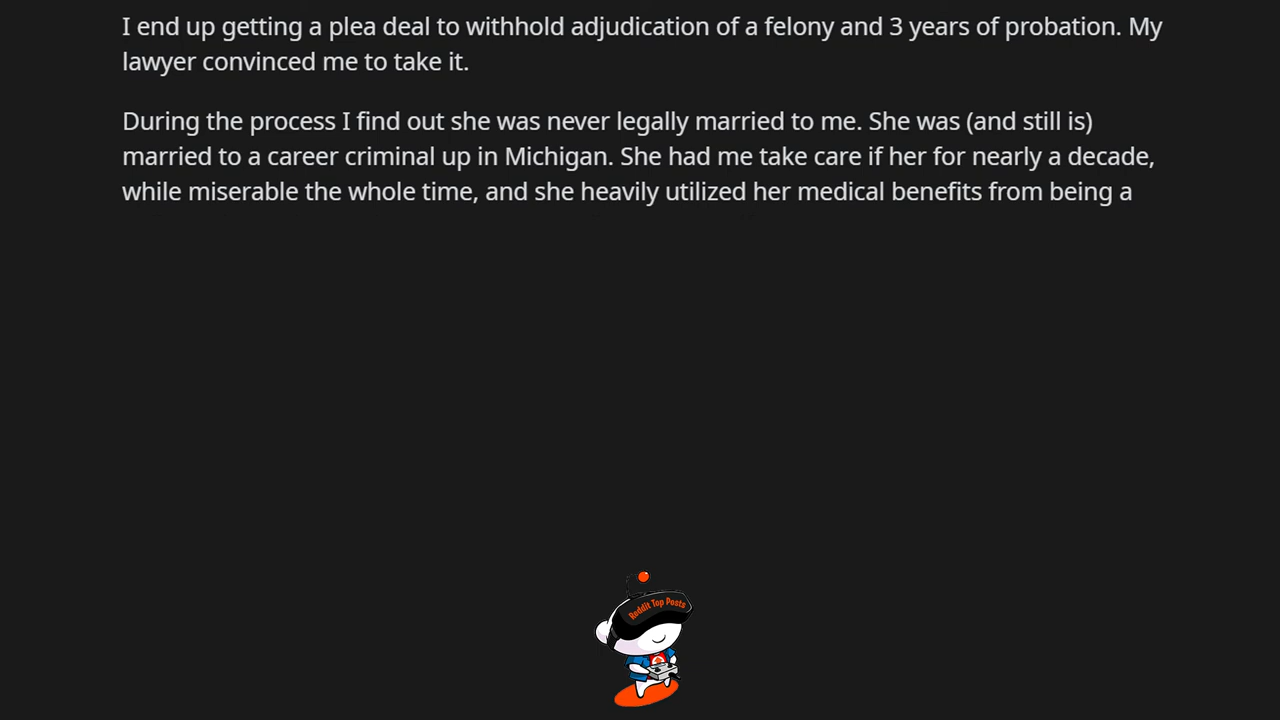 I end up getting a plea deal to withhold adjudication of a felony and 3 years of probation. My
lawyer convinced me to take it.
During the process I find out she was never legally married to me. She was (and still is)
married to a career criminal up in Michigan. She had me take care if her for nearly a decade,
while miserable the whole time, and she heavily utilized her medical benefits from being a
Reddit Top Posts